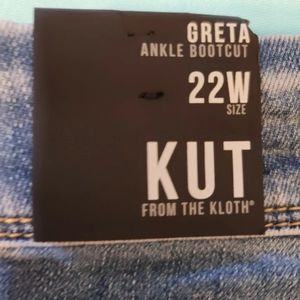 GRETA
ANKLE BOOTCUT
22W
SIZE
KUT
FROM THE KLOTH®